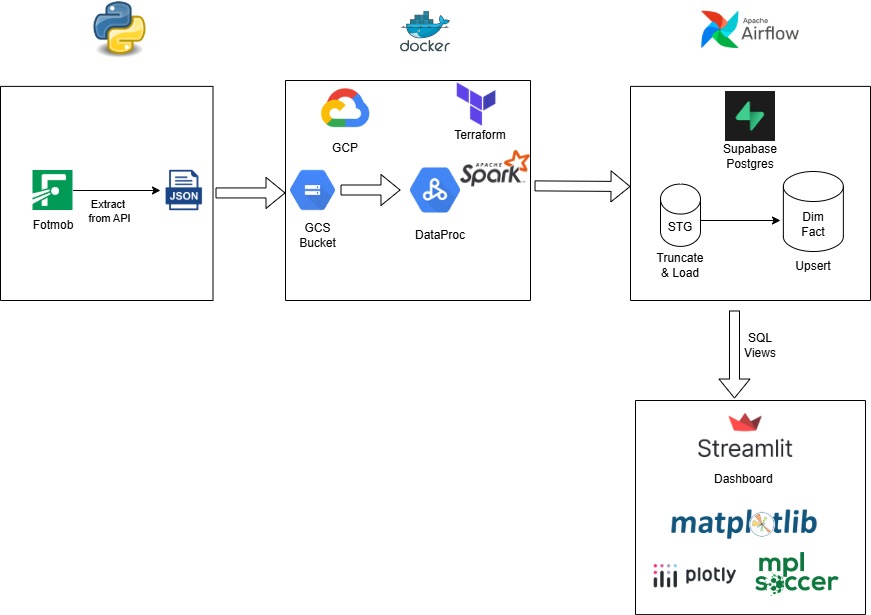 docker
Apache
Airflow
GCP
Terraform
Fotmob
Extract
from API
JSON
GCS
Bucket
APACHE
Spark
DataProc
Supabase
Postgres
STG
Truncate
& Load
Dim
Fact
Upsert
SQL
Views
Streamlit
Dashboard
matplotlib
plotly
mpl
soccer